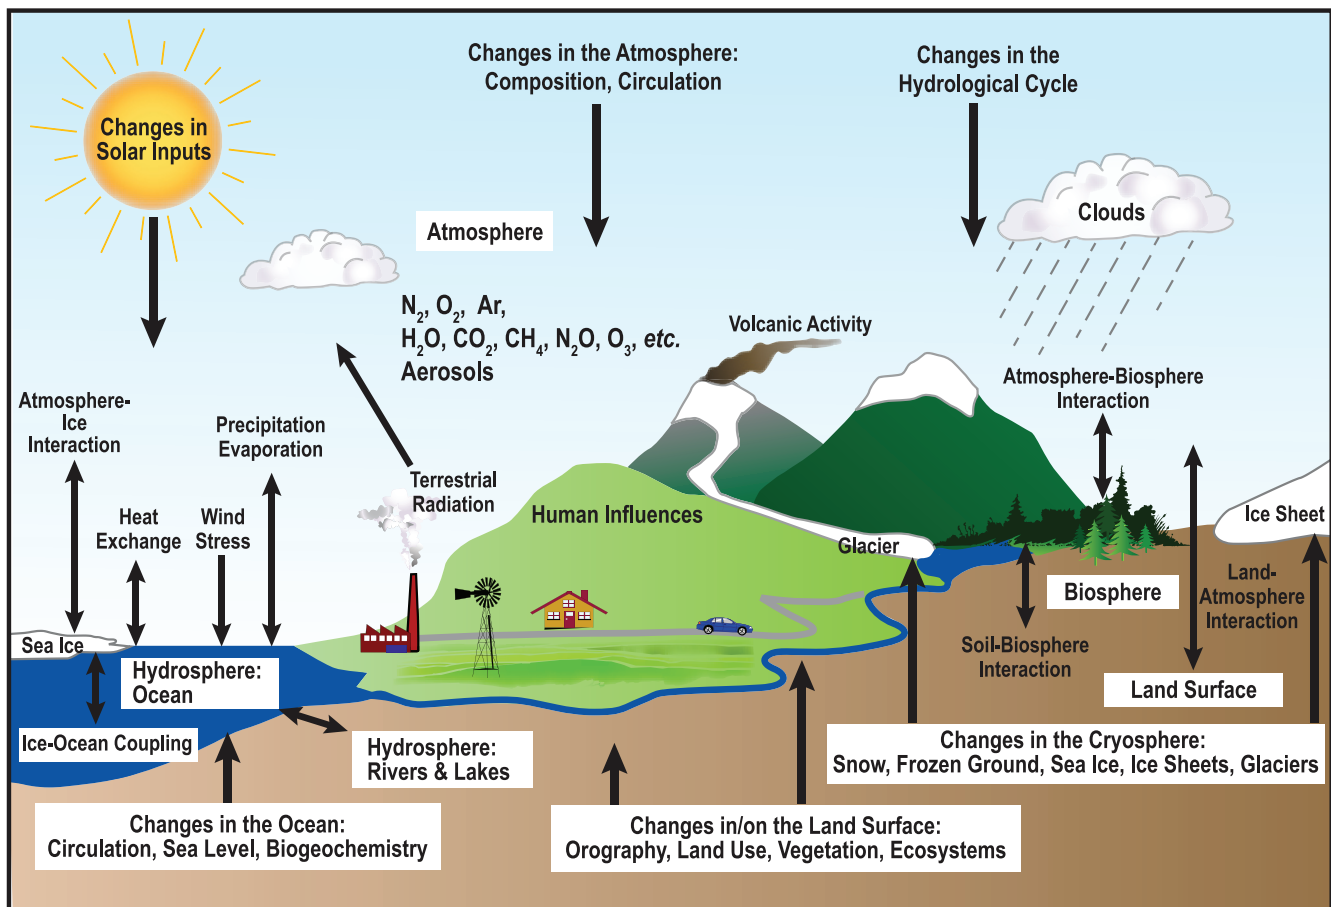 Changes in the Atmosphere:
Composition, Circulation
Changes in the
Hydrological Cycle
Changes in
Solar Inputs
Clouds
Atmosphere
N₂, O₂, Ar,
H₂O, CO₂, CH₄, N₂O, O₃, etc.
Aerosols
Volcanic Activity
Atmosphere-Biosphere
Interaction
Atmosphere-
Ice
Interaction
Precipitation
Evaporation
Terrestrial
Radiation
Heat
Exchange
Wind
Stress
Human Influences
Glacier
Ice Sheet
Land-
Atmosphere
Interaction
Biosphere
Soil-Biosphere
Interaction
Land Surface
Sea Ice
Hydrosphere:
Ocean
Ice-Ocean Coupling
Hydrosphere:
Rivers & Lakes
Changes in the Cryosphere:
Snow, Frozen Ground, Sea Ice, Ice Sheets, Glaciers
Changes in the Ocean:
Circulation, Sea Level, Biogeochemistry
Changes in/on the Land Surface:
Orography, Land Use, Vegetation, Ecosystems